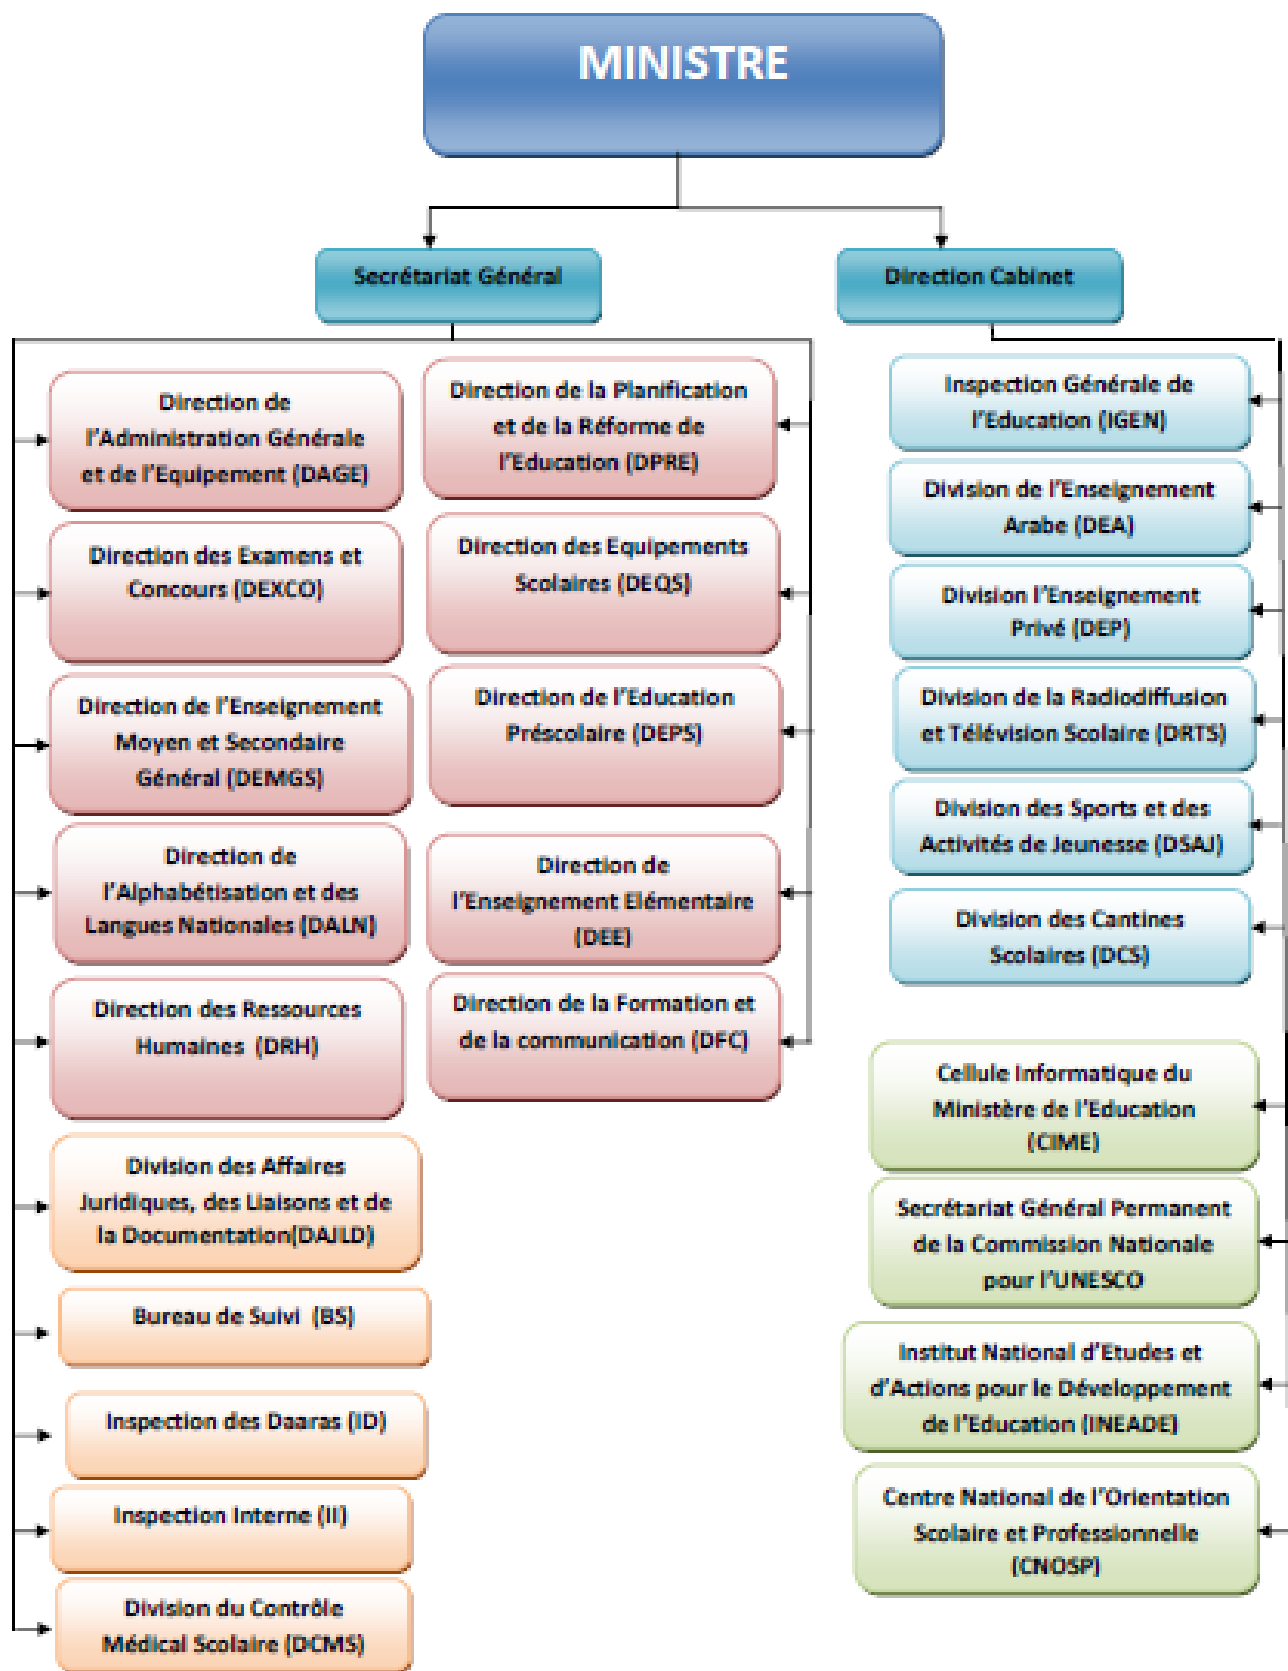 MINISTRE
Secrétariat Général
Direction Cabinet
Direction de
l'Administration Générale
et de l'Equipement (DAGE)
Direction des Examens et
Concours (DEXCO)
Direction de l'Enseignement
Moyen et Secondaire
Général (DEMGS)
Direction de
l'Alphabétisation et des
Langues Nationales (DALN)
Direction des Ressources
Humaines (DRH)
Division des Affaires
Juridiques, des Liaisons et de
la Documentation(DAJLD)
Bureau de Suivi (BS)
Inspection des Daaras (ID)
Inspection Interne (II)
Division du Contrôle
Médical Scolaire (DCMS)
Direction de la Planification
et de la Réforme de
l'Education (DPRE)
Direction des Equipements
Scolaires (DEQS)
Direction de l'Education
Préscolaire (DEPS)
Direction de
l'Enseignement Elémentaire
(DEE)
Direction de la Formation et
de la communication (DFC)
Inspection Générale de
l'Education (IGEN)
Division de l'Enseignement
Arabe (DEA)
Division l'Enseignement
Privé (DEP)
Division de la Radiodiffusion
et Télévision Scolaire (DRTS)
Division des Sports et des
Activités de Jeunesse (DSAJ)
Division des Cantines
Scolaires (DCS)
Cellule Informatique du
Ministère de l'Education
(CIME)
Secrétariat Général Permanent
de la Commission Nationale
pour l'UNESCO
Institut National d'Etudes et
d'Actions pour le Développement
de l'Education (INEADE)
Centre National de l'Orientation
Scolaire et Professionnelle
(CNOSP)